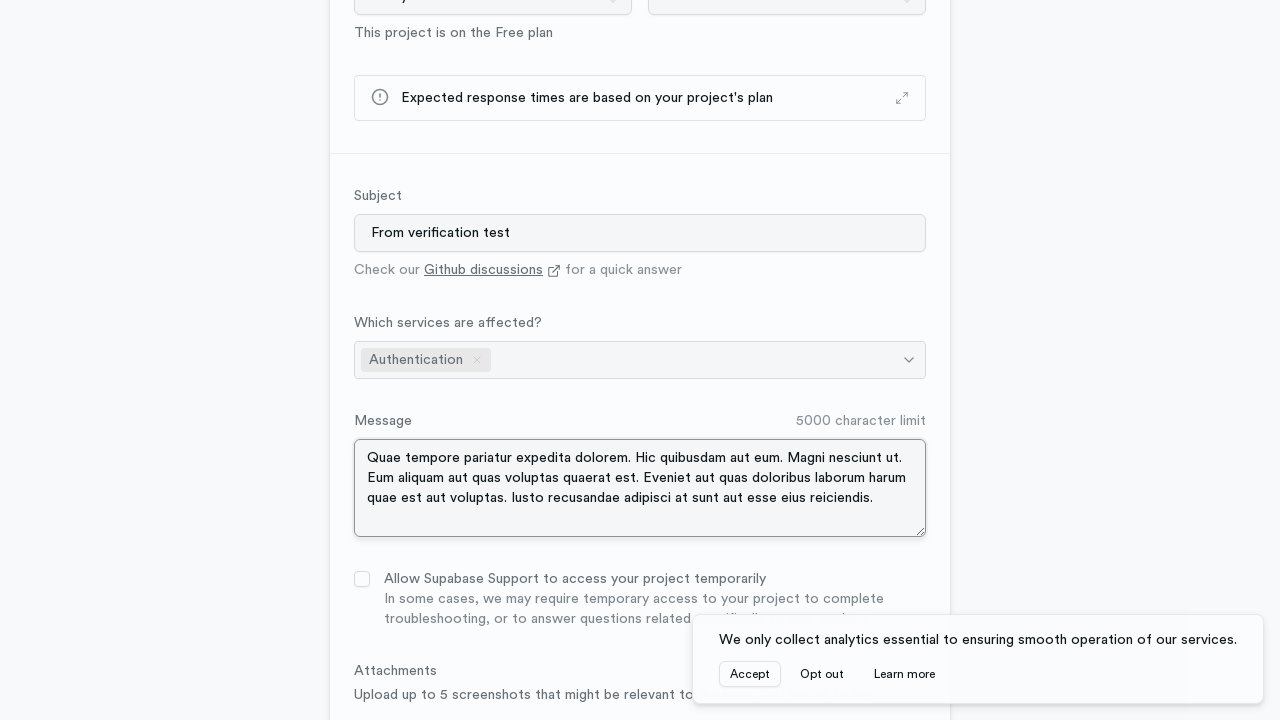 This project is on the Free plan
Expected response times are based on your project's plan
Subject
From verification test
Check our Github discussions for a quick answer
Which services are affected?
Authentication
Message
5000 character limit
Quae tempore pariatur expedita dolorem. Hic quibusdam aut eum. Magni nesciunt ut.
Eum aliquam aut quas voluptas quaerat est. Eveniet aut quas doloribus laborum harum
quae est aut voluptas. Iusto recusandae adipisci at sunt aut esse eius reiciendis.
Allow Supabase Support to access your project temporarily
In some cases, we may require temporary access to your project to complete
troubleshooting, or to answer questions related
We only collect analytics essential to ensuring smooth operation of our services.
Accept
Opt out
Learn more
Attachments
Upload up to 5 screenshots that might be relevant to